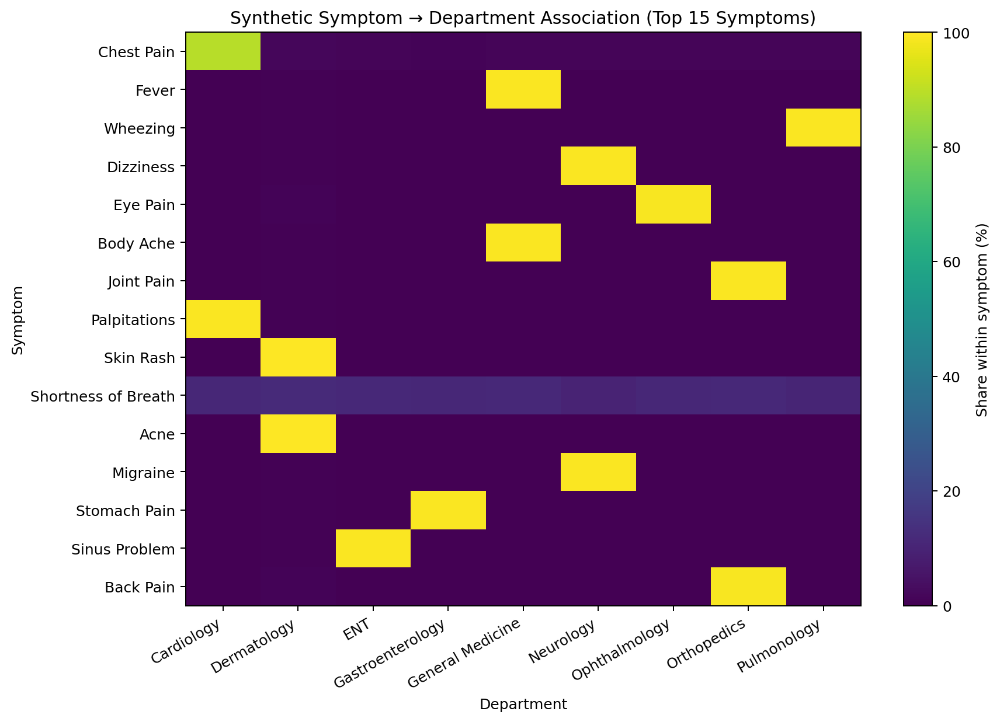 Synthetic Symptom → Department Association (Top 15 Symptoms)
Symptom
Chest Pain
Fever
Wheezing
Dizziness
Eye Pain
Body Ache
Joint Pain
Palpitations
Skin Rash
Shortness of Breath
Acne
Migraine
Stomach Pain
Sinus Problem
Back Pain
Cardiology
Dermatology
ENT
Gastroenterology
General Medicine
Neurology
Ophthalmology
Orthopedics
Pulmonology
Department
100
80
60
40
20
0
Share within symptom (%)